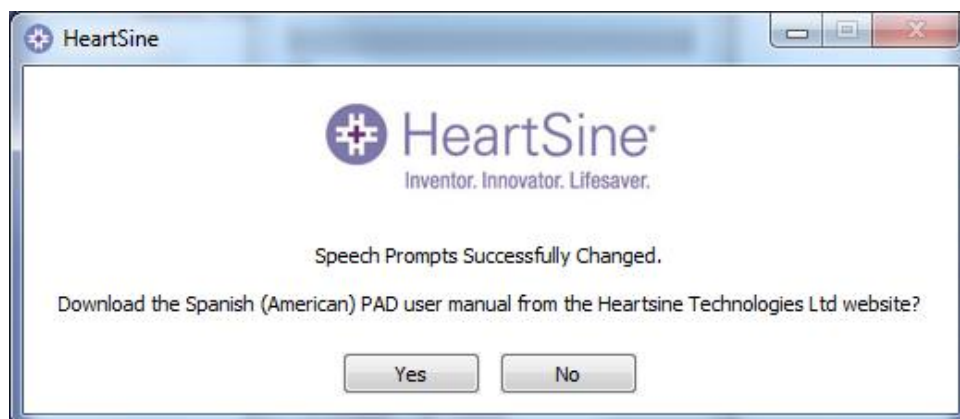 HeartSine
HeartSine
Inventor. Innovator. Lifesaver.
Speech Prompts Successfully Changed.
Download the Spanish (American) PAD user manual from the Heartsine Technologies Ltd website?
Yes No